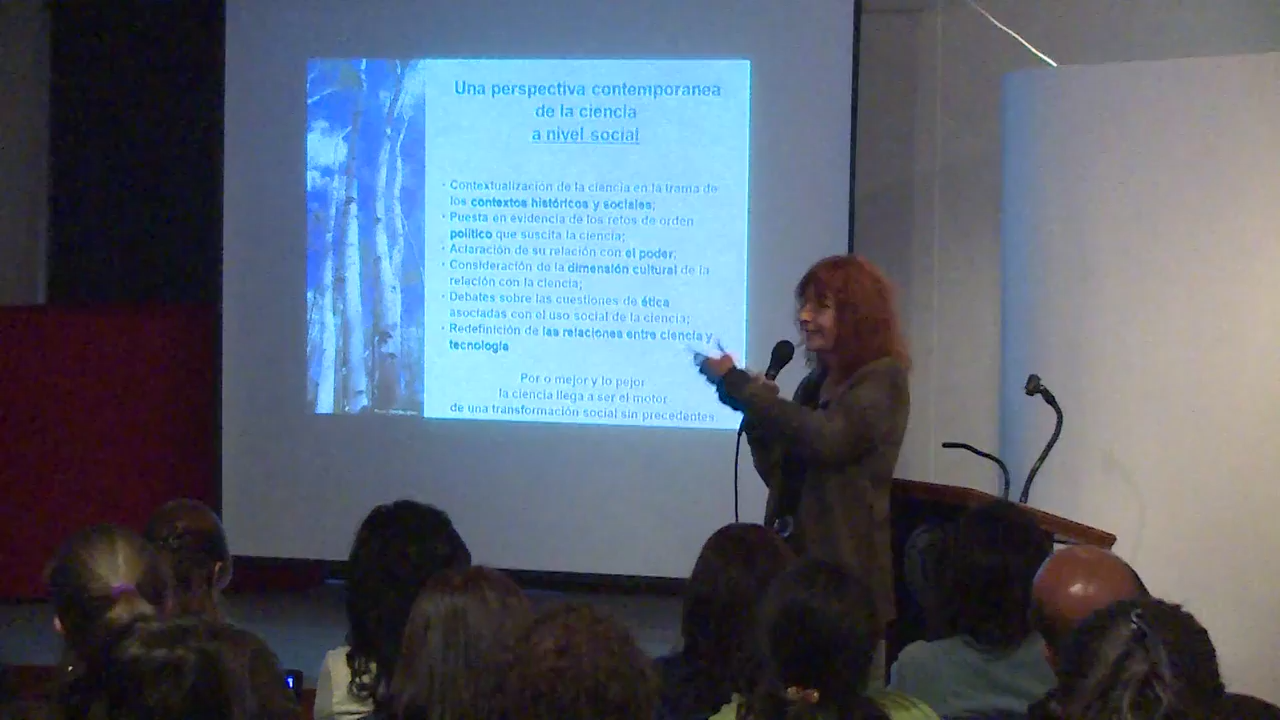 Una perspectiva contemporanea
de la ciencia
a nivel social
· Contextualización de la ciencia en la trama de
los contextos históricos y sociales;
· Puesta en evidencia de los retos de orden
político que suscita la ciencia;
· Aclaración de su relación con el poder;
· Consideración de la dimensión cultural de la
relación con la ciencia;
· Debates sobre las cuestiones de ética
asociadas con el uso social de la ciencia;
· Redefinición de las relaciones entre ciencia y
tecnología
Por o mejor y lo pejor
la ciencia llega a ser el motor
de una transformación social sin precedentes.